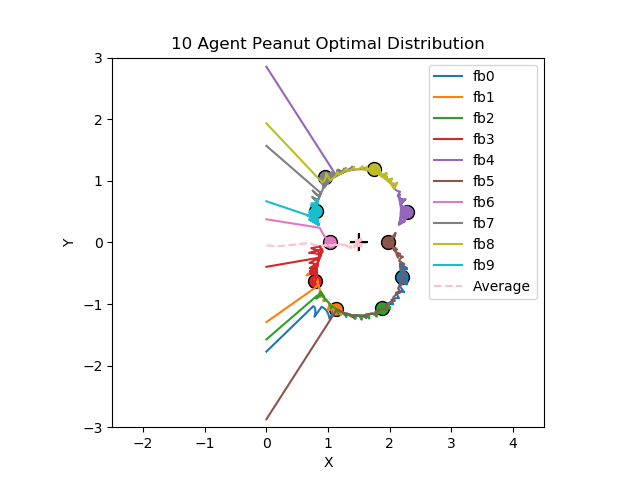 10 Agent Peanut Optimal Distribution
fb0
fb1
fb2
fb3
fb4
fb5
fb6
fb7
fb8
fb9
Average
3
2
1
0
−1
−2
−3
Y
−2 −1 0 1 2 3 4
X